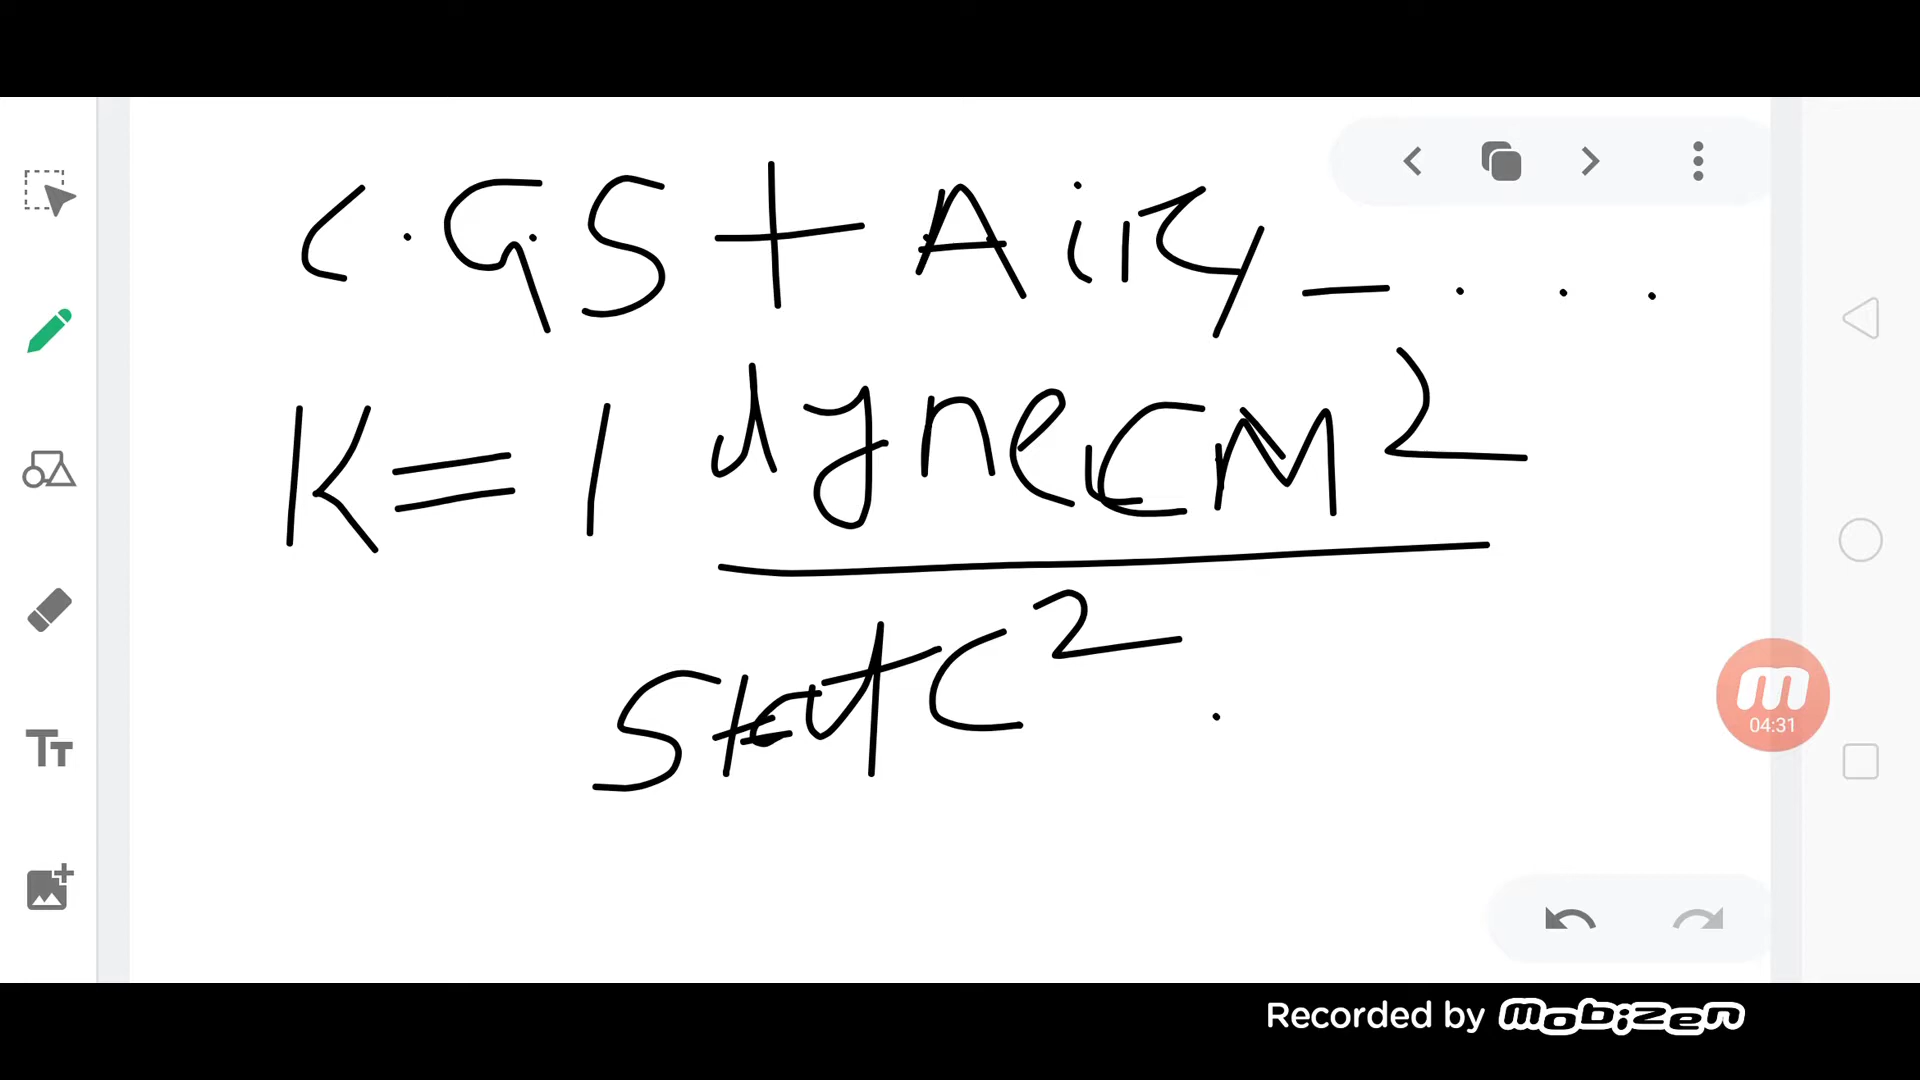 C.G.S + Air, - . . .
K = 1 dyne cm²
statC² .
04:31
Recorded by mobizen